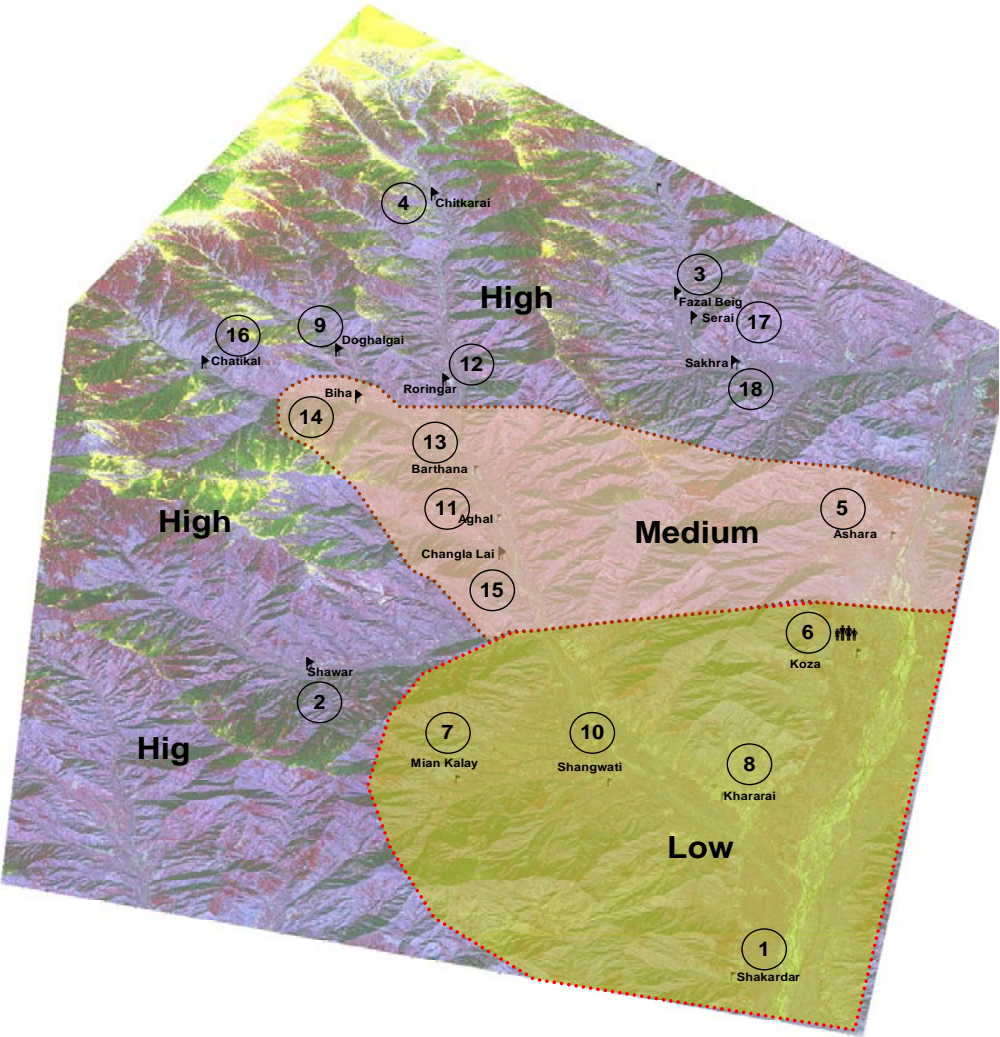 4
Chitkarai
3
Fazal Beig
High
Serai
17
16
9
Doghalgai
Chatikal
12
Sakhra
Roringar
18
Biha
14
13
Barthana
11
Aghal
5
High
Medium
Ashara
Changla Lai
15
6
Koza
Shawar
2
7
Mian Kalay
10
Shangwati
Hig
8
Khararai
Low
1
Shakardar